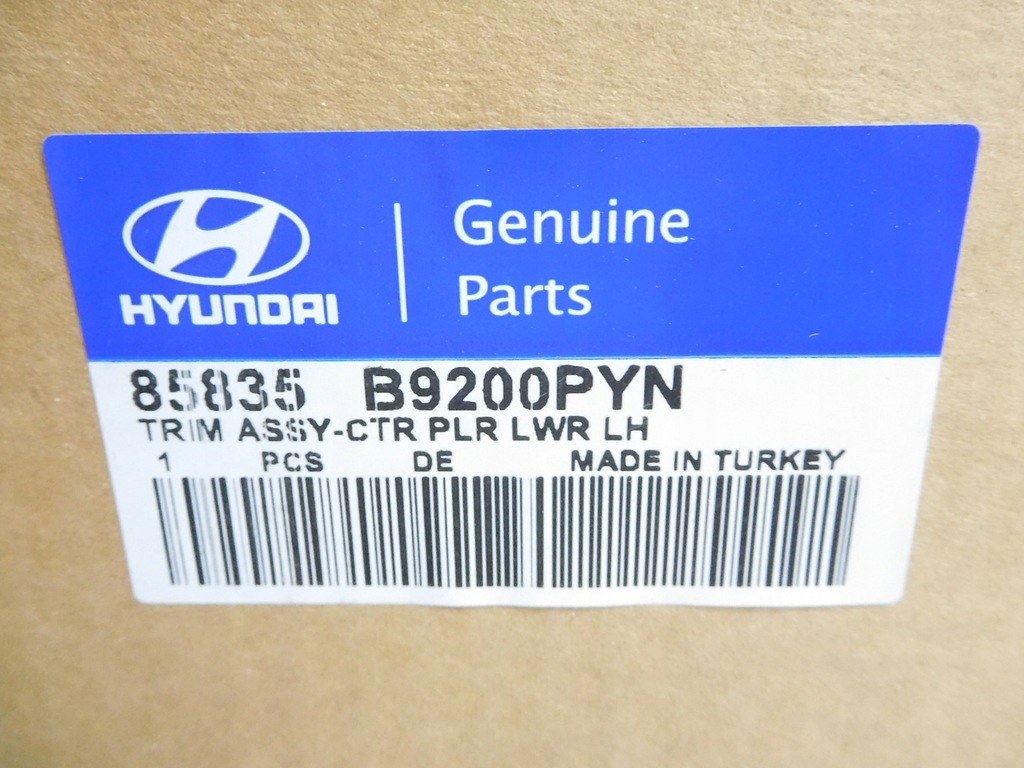 HYUNDAI
Genuine
Parts
85835 B9200PYN
TRIM ASSY-CTR PLR LWR LH
1 PCS DE MADE IN TURKEY